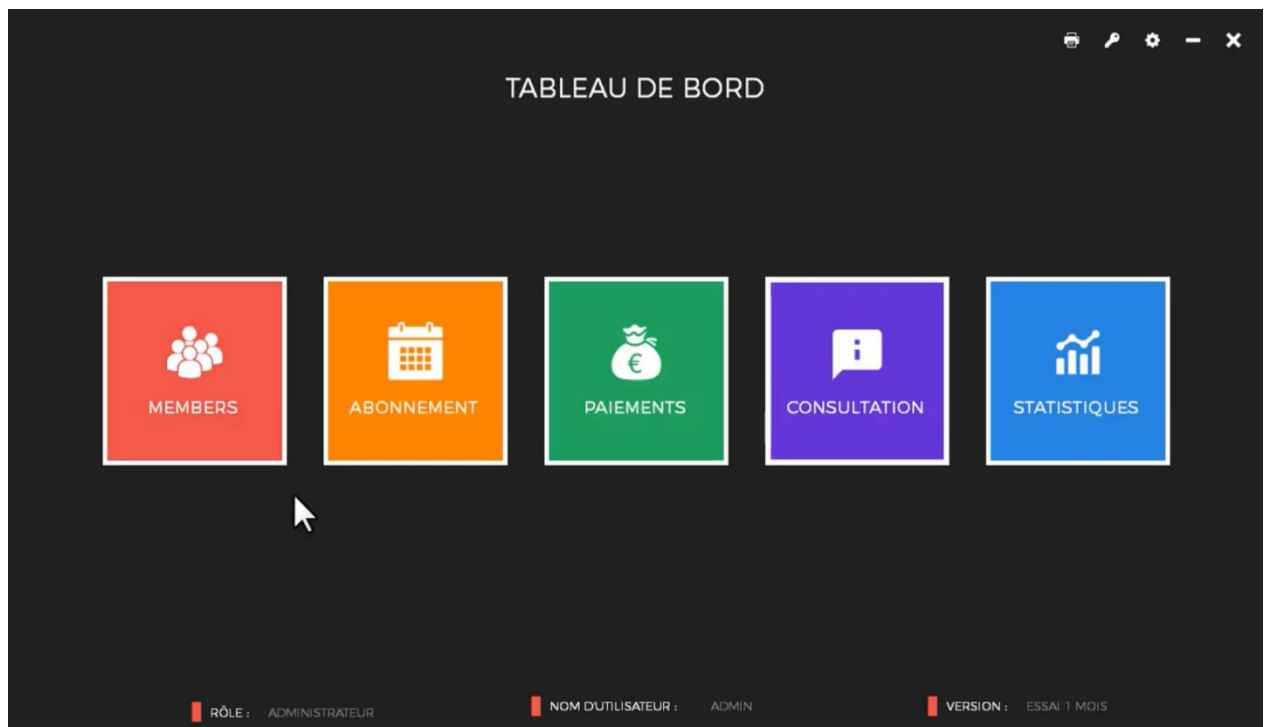 TABLEAU DE BORD
MEMBERS
ABONNEMENT
€
PAIEMENTS
CONSULTATION
STATISTIQUES
RÔLE : ADMINISTRATEUR
NOM D'UTILISATEUR : ADMIN
VERSION : ESSAI 1 MOIS